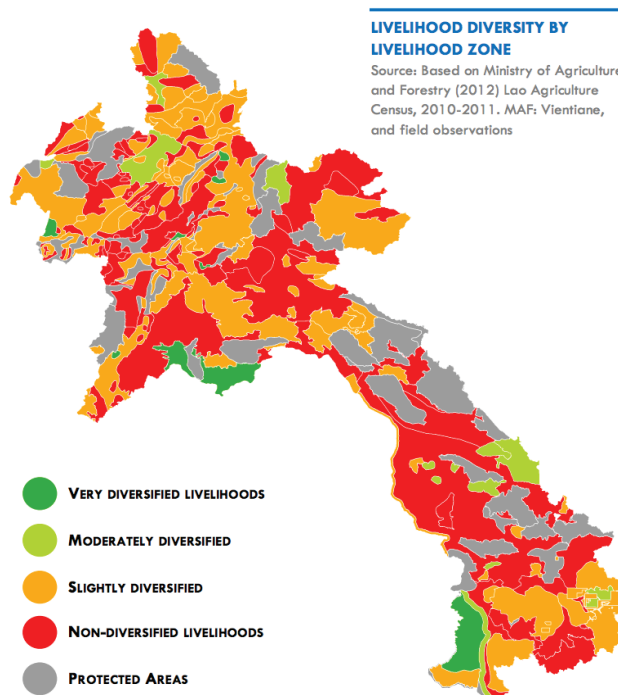 LIVELIHOOD DIVERSITY BY
LIVELIHOOD ZONE
Source: Based on Ministry of Agriculture
and Forestry (2012) Lao Agriculture
Census, 2010-2011. MAF: Vientiane,
and field observations
VERY DIVERSIFIED LIVELIHOODS
MODERATELY DIVERSIFIED
SLIGHTLY DIVERSIFIED
NON-DIVERSIFIED LIVELIHOODS
PROTECTED AREAS